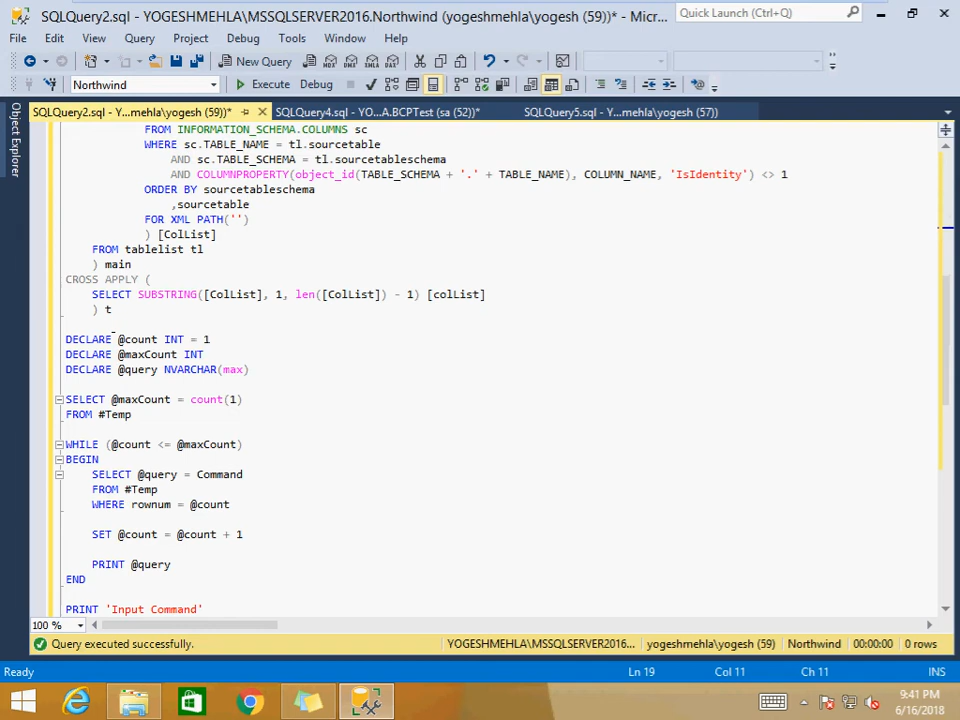 SQLQuery2.sql - YOGESHMEHLA\MSSQLSERVER2016.Northwind (yogeshmehla\yogesh (59))* - Micr...
Quick Launch (Ctrl+Q)
File Edit View Query Project Debug Tools Window Help
New Query
Northwind
Execute Debug
SQLQuery2.sql - Y...mehla\yogesh (59))*
SQLQuery4.sql - YO...A.BCPTest (sa (52))*
SQLQuery5.sql - Y...mehla\yogesh (57))
Object Explorer
FROM INFORMATION_SCHEMA.COLUMNS sc
WHERE sc.TABLE_NAME = tl.sourcetable
AND sc.TABLE_SCHEMA = tl.sourcetableschema
AND COLUMNPROPERTY(object_id(TABLE_SCHEMA + '.' + TABLE_NAME), COLUMN_NAME, 'IsIdentity') <> 1
ORDER BY sourcetableschema
,sourcetable
FOR XML PATH('')
) [ColList]
FROM tablelist tl
) main
CROSS APPLY (
SELECT SUBSTRING([ColList], 1, len([ColList]) - 1) [colList]
) t
DECLARE @count INT = 1
DECLARE @maxCount INT
DECLARE @query NVARCHAR(max)
SELECT @maxCount = count(1)
FROM #Temp
WHILE (@count <= @maxCount)
BEGIN
SELECT @query = Command
FROM #Temp
WHERE rownum = @count
SET @count = @count + 1
PRINT @query
END
PRINT 'Input Command'
100 %
Query executed successfully.
YOGESHMEHLA\MSSQLSERVER2016... yogeshmehla\yogesh (59) Northwind 00:00:00 0 rows
Ready
Ln 19 Col 11 Ch 11 INS
9:41 PM
6/16/2018